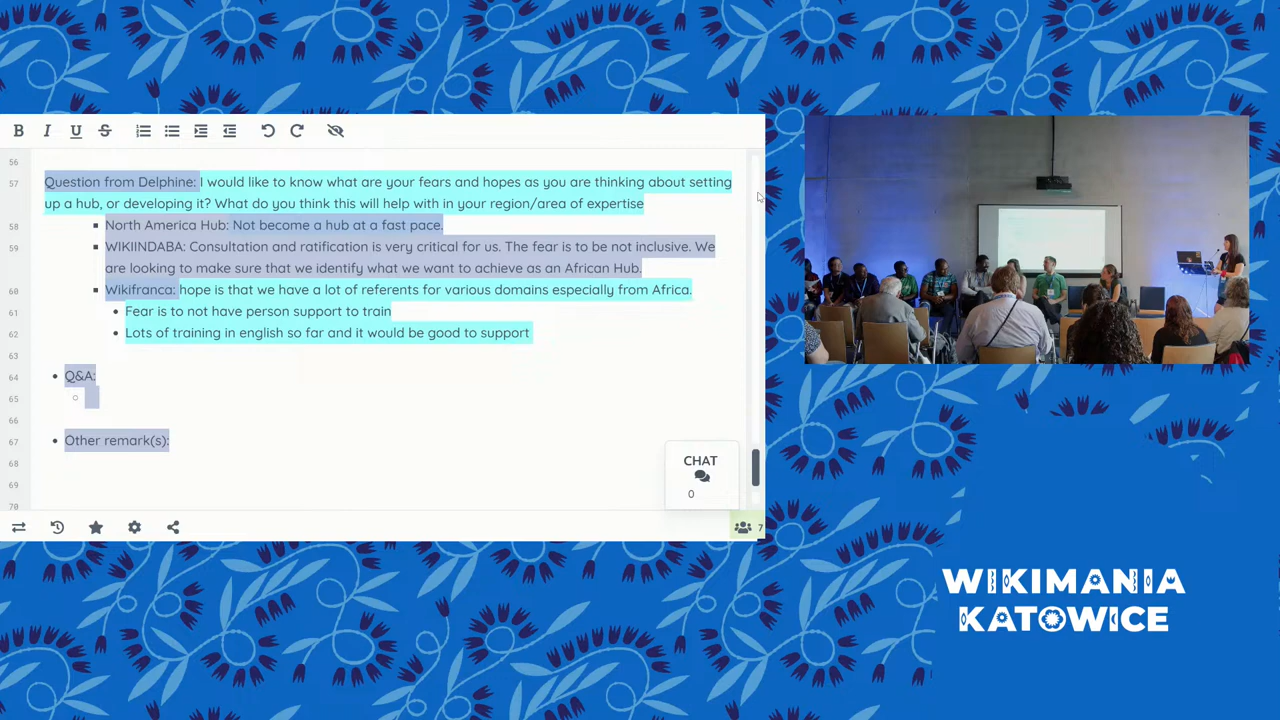 56
57 Question from Delphine: I would like to know what are your fears and hopes as you are thinking about setting
up a hub, or developing it? What do you think this will help with in your region/area of expertise
58 North America Hub: Not become a hub at a fast pace.
59 WIKIINDABA: Consultation and ratification is very critical for us. The fear is to be not inclusive. We
are looking to make sure that we identify what we want to achieve as an African Hub.
60 Wikifranca: hope is that we have a lot of referents for various domains especially from Africa.
61 Fear is to not have person support to train
62 Lots of training in english so far and it would be good to support
63
64 Q&A:
65
66
67 Other remark(s):
68
69
70
CHAT
0
7
WIKIMANIA
KATOWICE